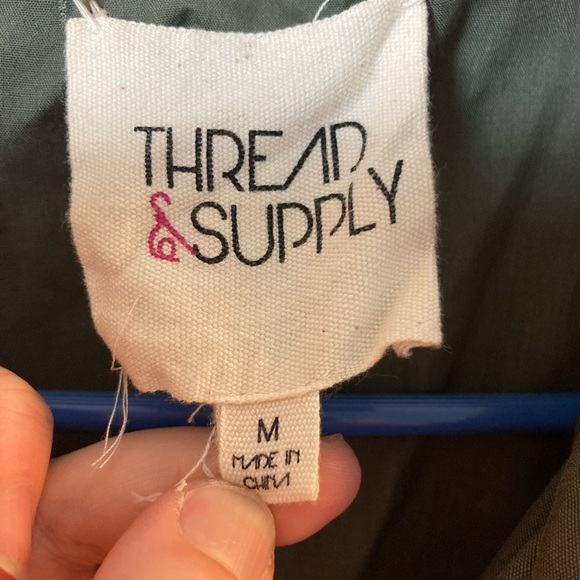 THREAD
& SUPPLY
M
MADE IN
CHINA